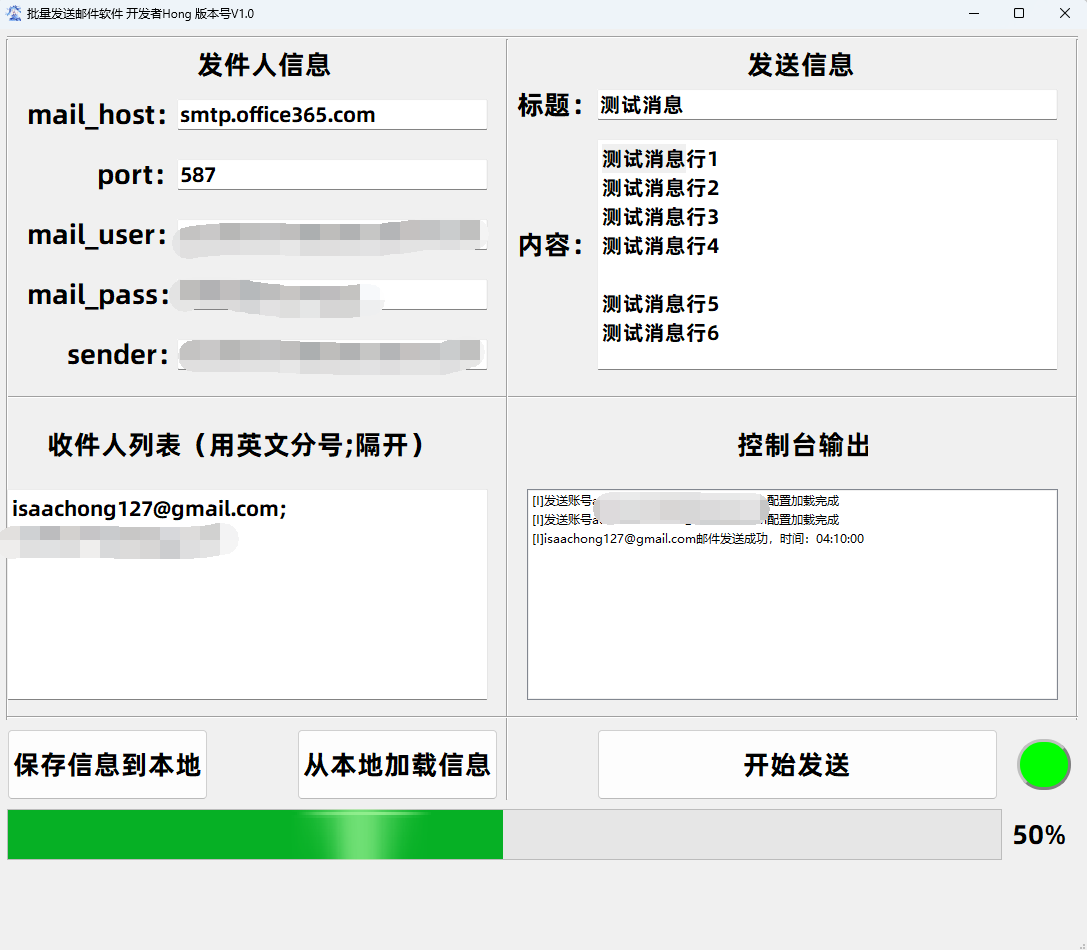 批量发送邮件软件 开发者Hong 版本号V1.0
发件人信息
mail_host: smtp.office365.com
port: 587
mail_user:
mail_pass:
sender:
发送信息
标题: 测试消息
内容:
测试消息行1
测试消息行2
测试消息行3
测试消息行4
测试消息行5
测试消息行6
收件人列表（用英文分号;隔开）
isaachong127@gmail.com;
控制台输出
[I]发送账号 配置加载完成
[I]发送账号 配置加载完成
[I]isaachong127@gmail.com邮件发送成功，时间：04:10:00
保存信息到本地
从本地加载信息
开始发送
50%